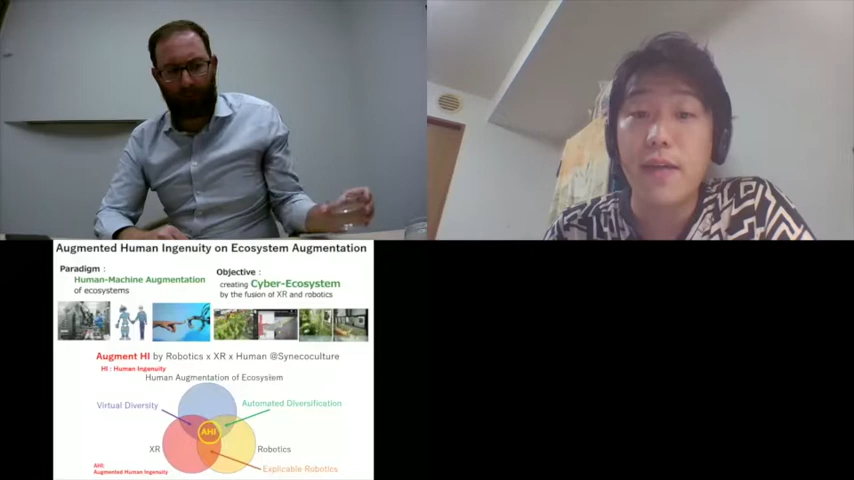 Augmented Human Ingenuity on Ecosystem Augmentation
Paradigm :
Human-Machine Augmentation
of ecosystems
Objective :
creating Cyber-Ecosystem
by the fusion of XR and robotics
Augment HI by Robotics x XR x Human @Synecoculture
HI : Human Ingenuity
Human Augmentation of Ecosystem
Virtual Diversity
Automated Diversification
AHI
XR
Robotics
AHI:
Augmented Human Ingenuity
Explicable Robotics